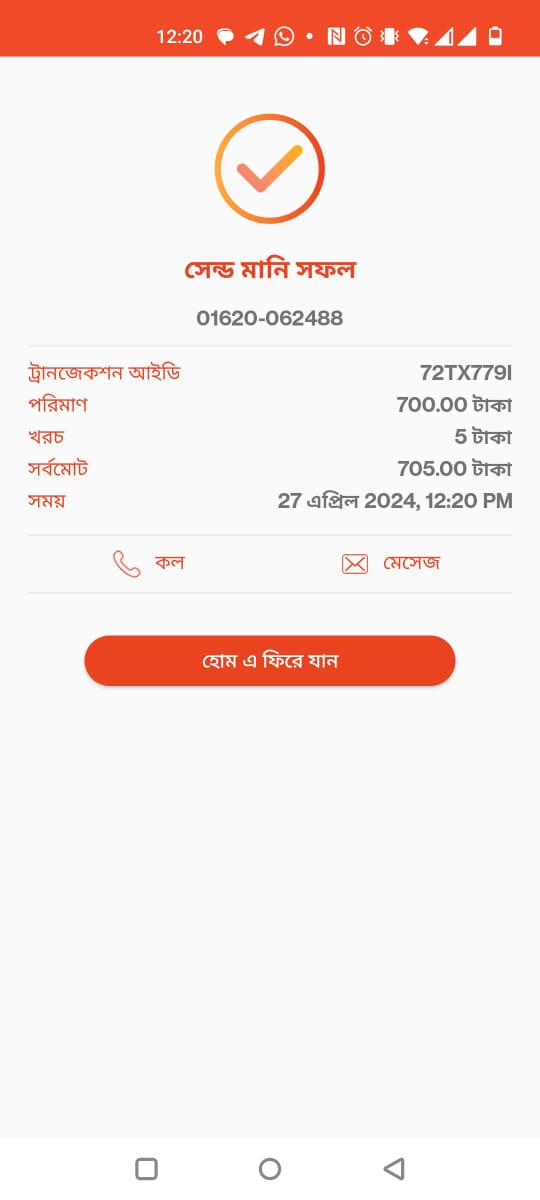 12:20
সেন্ড মানি সফল
01620-062488
ট্রানজেকশন আইডি 72TX779I
পরিমাণ 700.00 টাকা
খরচ 5 টাকা
সর্বমোট 705.00 টাকা
সময় 27 এপ্রিল 2024, 12:20 PM
কল মেসেজ
হোম এ ফিরে যান